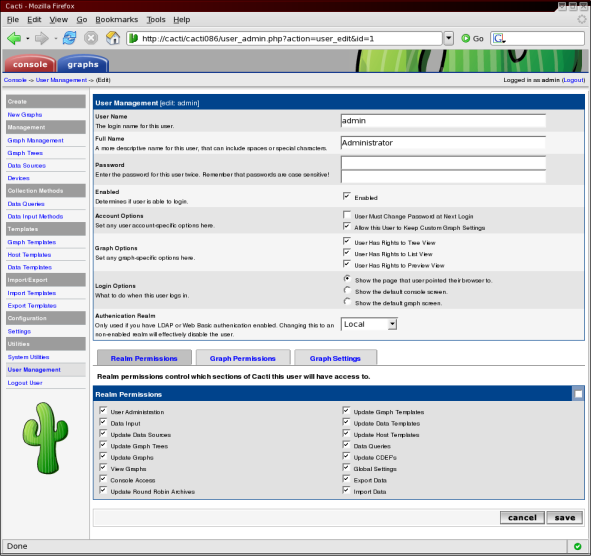 Cacti - Mozilla Firefox
File Edit View Go Bookmarks Tools Help
http://cacti/cacti086/user_admin.php?action=user_edit&id=1
Go
G
console graphs
Console -> User Management -> (Edit)
Logged in as admin (Logout)
Create
New Graphs
Management
Graph Management
Graph Trees
Data Sources
Devices
Collection Methods
Data Queries
Data Input Methods
Templates
Graph Templates
Host Templates
Data Templates
Import/Export
Import Templates
Export Templates
Configuration
Settings
Utilities
System Utilities
User Management
Logout User
User Management [edit: admin]
User Name
The login name for this user.
admin
Full Name
A more descriptive name for this user, that can include spaces or special characters.
Administrator
Password
Enter the password for this user twice. Remember that passwords are case sensitive!
Enabled
Determines if user is able to login.
Enabled
Account Options
Set any user account-specific options here.
User Must Change Password at Next Login
Allow this User to Keep Custom Graph Settings
Graph Options
Set any graph-specific options here.
User Has Rights to Tree View
User Has Rights to List View
User Has Rights to Preview View
Login Options
What to do when this user logs in.
Show the page that user pointed their browser to.
Show the default console screen.
Show the default graph screen.
Authenication Realm
Only used if you have LDAP or Web Basic authentication enabled. Changing this to an
non-enabled realm will effectively disable the user.
Local
Realm Permissions Graph Permissions Graph Settings
Realm permissions control which sections of Cacti this user will have access to.
Realm Permissions
User Administration
Data Input
Update Data Sources
Update Graph Trees
Update Graphs
View Graphs
Console Access
Update Round Robin Archives
Update Graph Templates
Update Data Templates
Update Host Templates
Data Queries
Update CDEF's
Global Settings
Export Data
Import Data
cancel save
Done